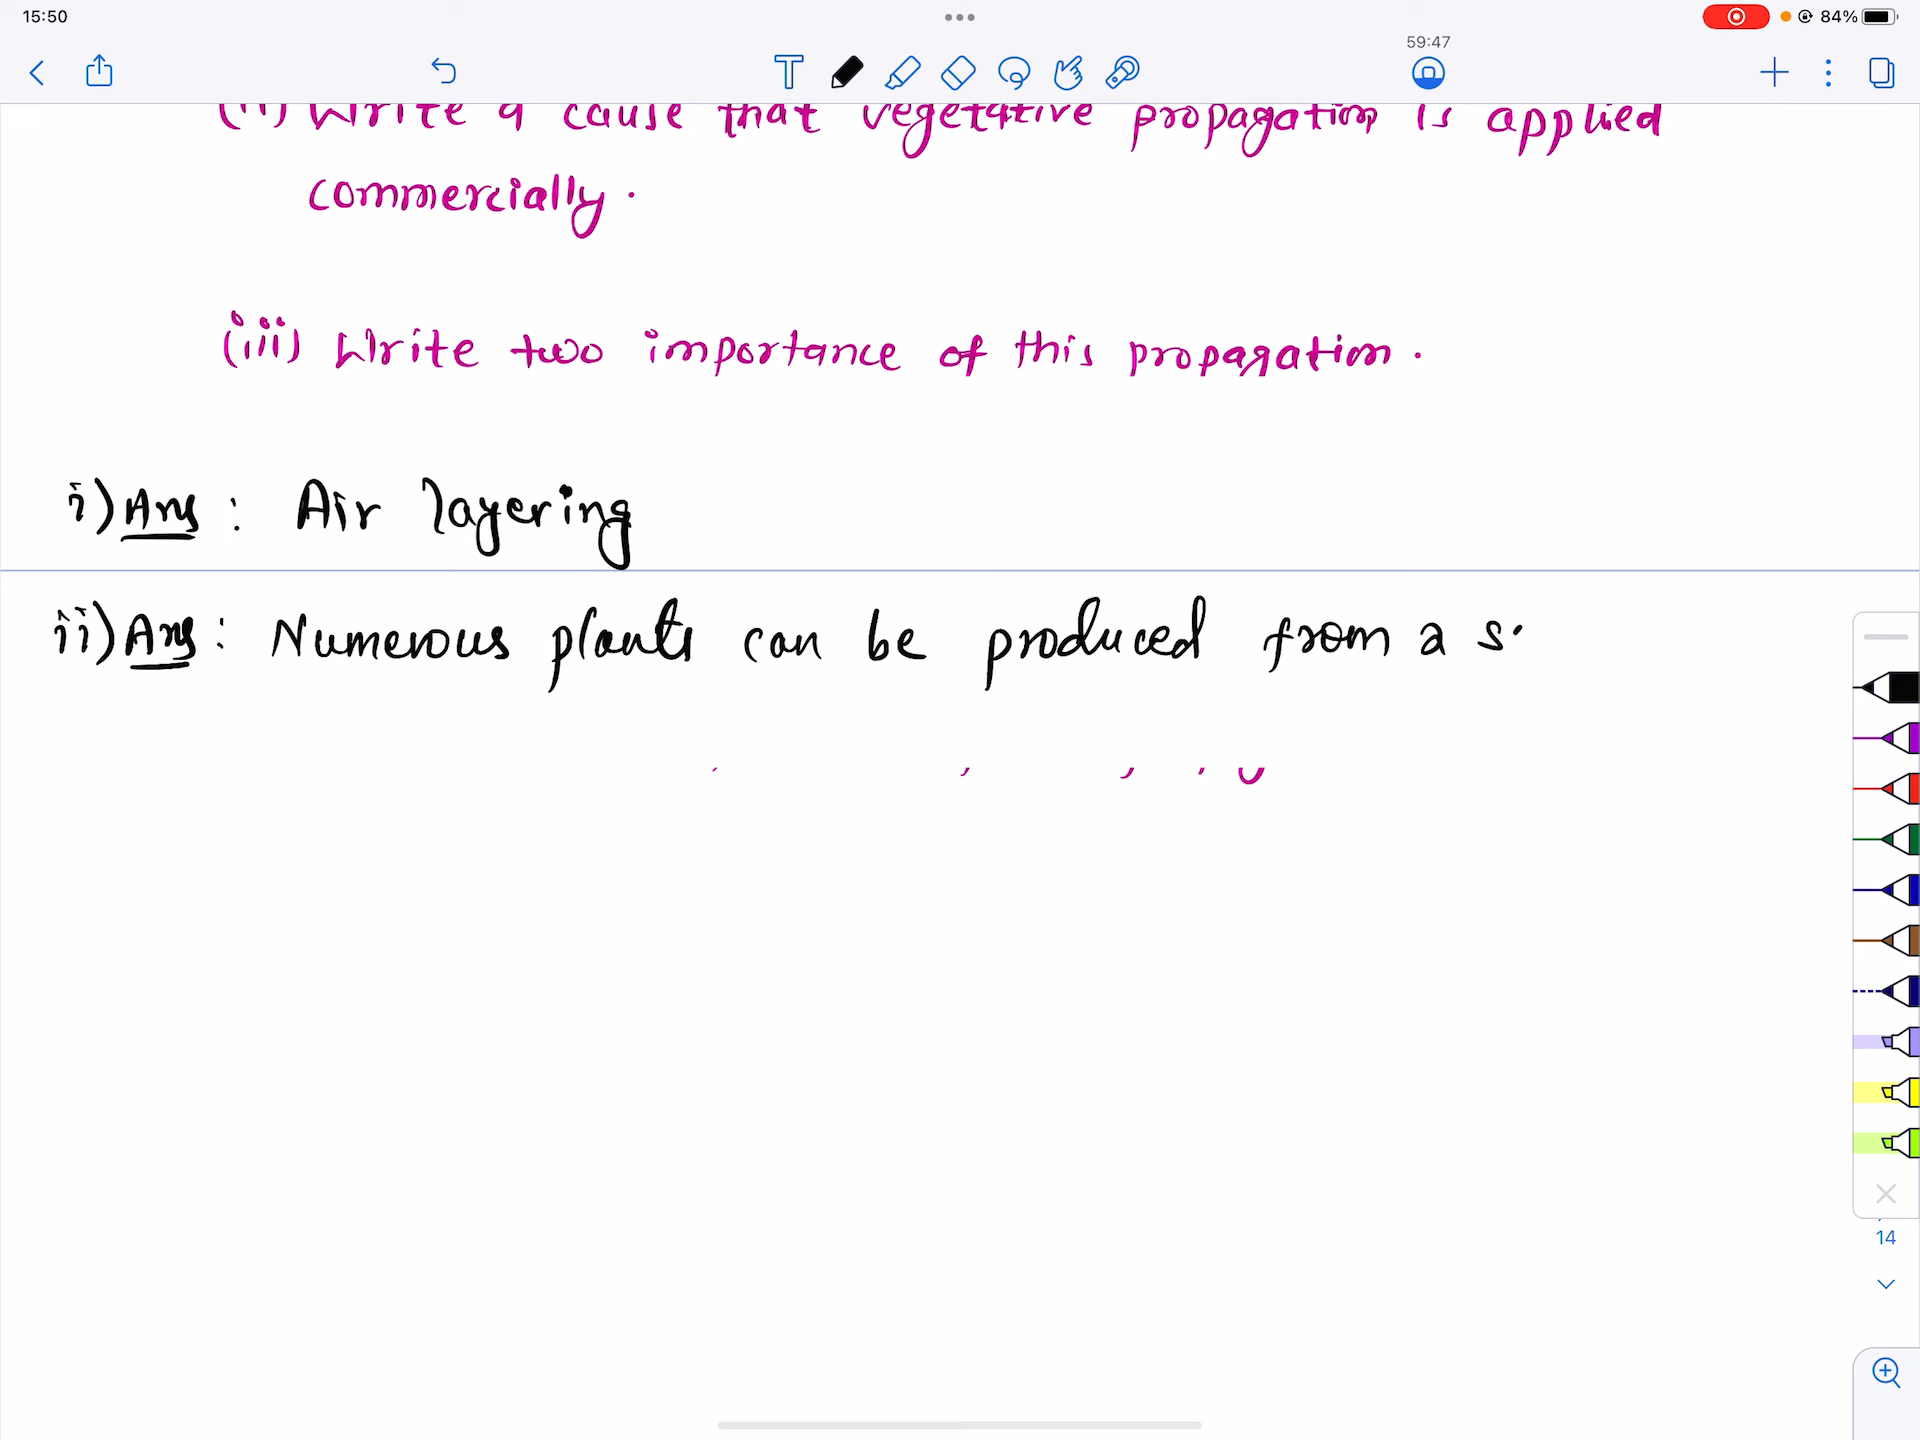 15:50
84%
59:47
(ii) Write a cause that vegetative propagation is applied
commercially.
(iii) Write two importance of this propagation.
i) Ans : Air layering
ii) Ans : Numerous plants can be produced from a s
14